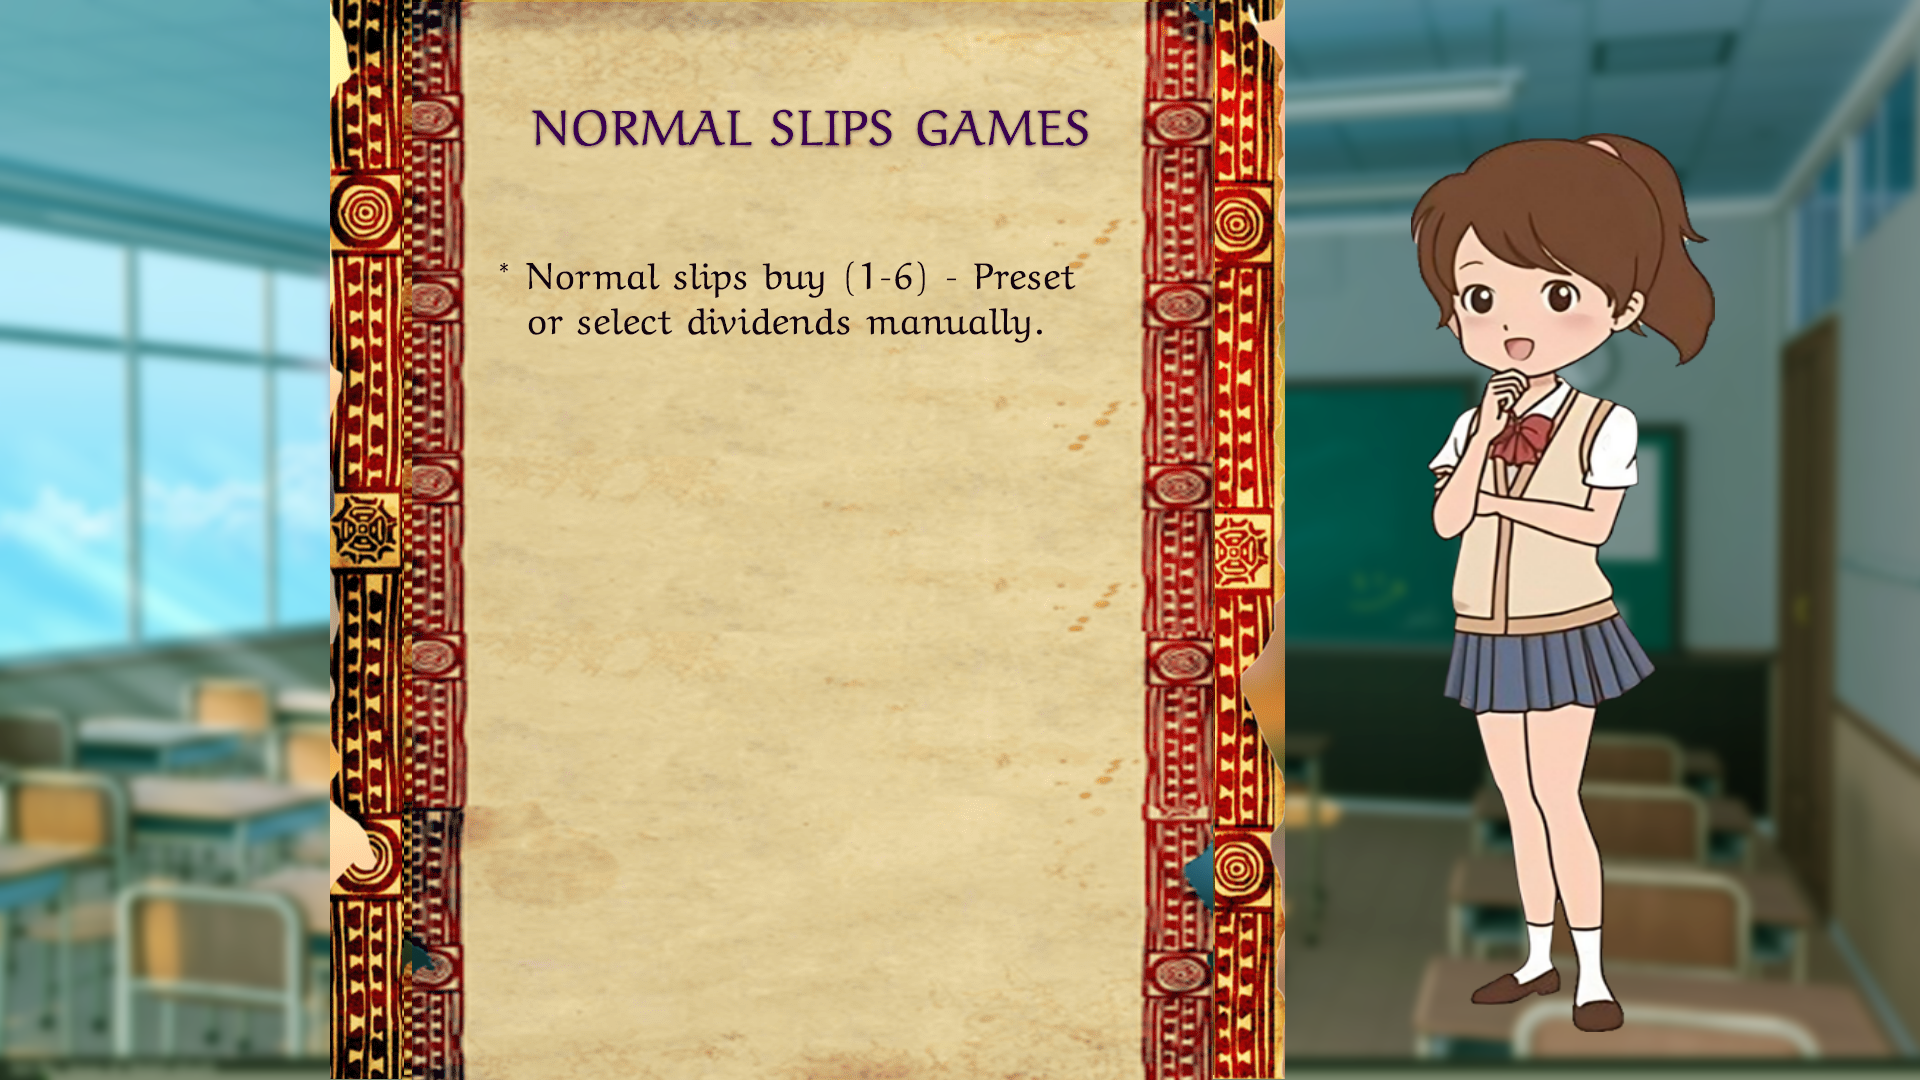 NORMAL SLIPS GAMES
* Normal slips buy (1-6) - Preset
or select dividends manually.